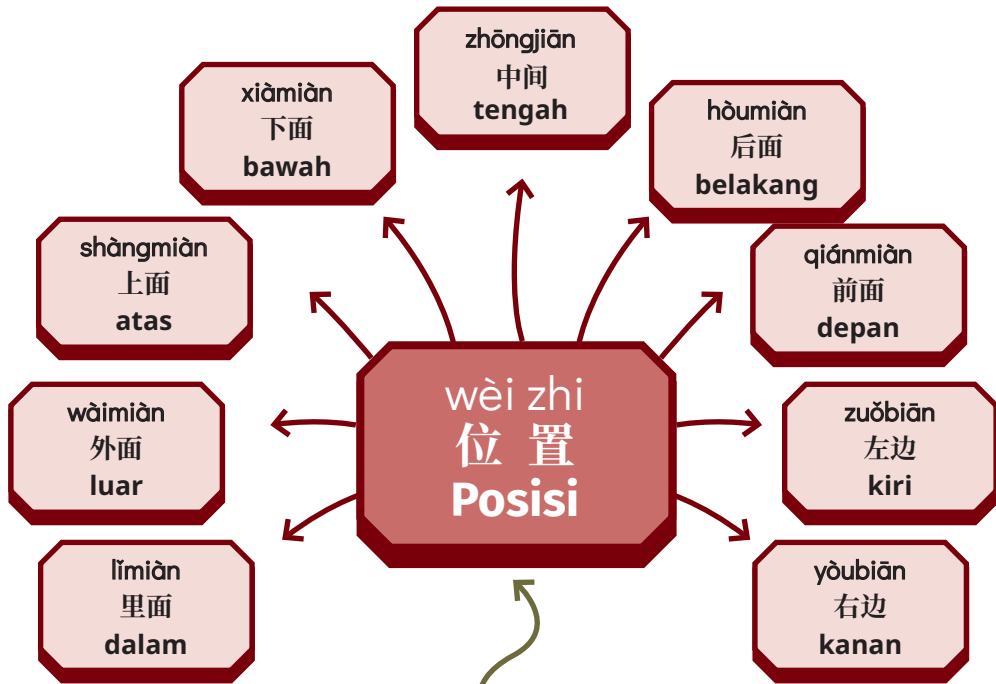 zhōngjiān
中间
tengah
xiàmiàn
下面
bawah
hòumiàn
后面
belakang
shàngmiàn
上面
atas
qiánmiàn
前面
depan
wèi zhi
位 置
Posisi
wàimiàn
外面
luar
zuǒbiān
左边
kiri
lǐmiàn
里面
dalam
yòubiān
右边
kanan